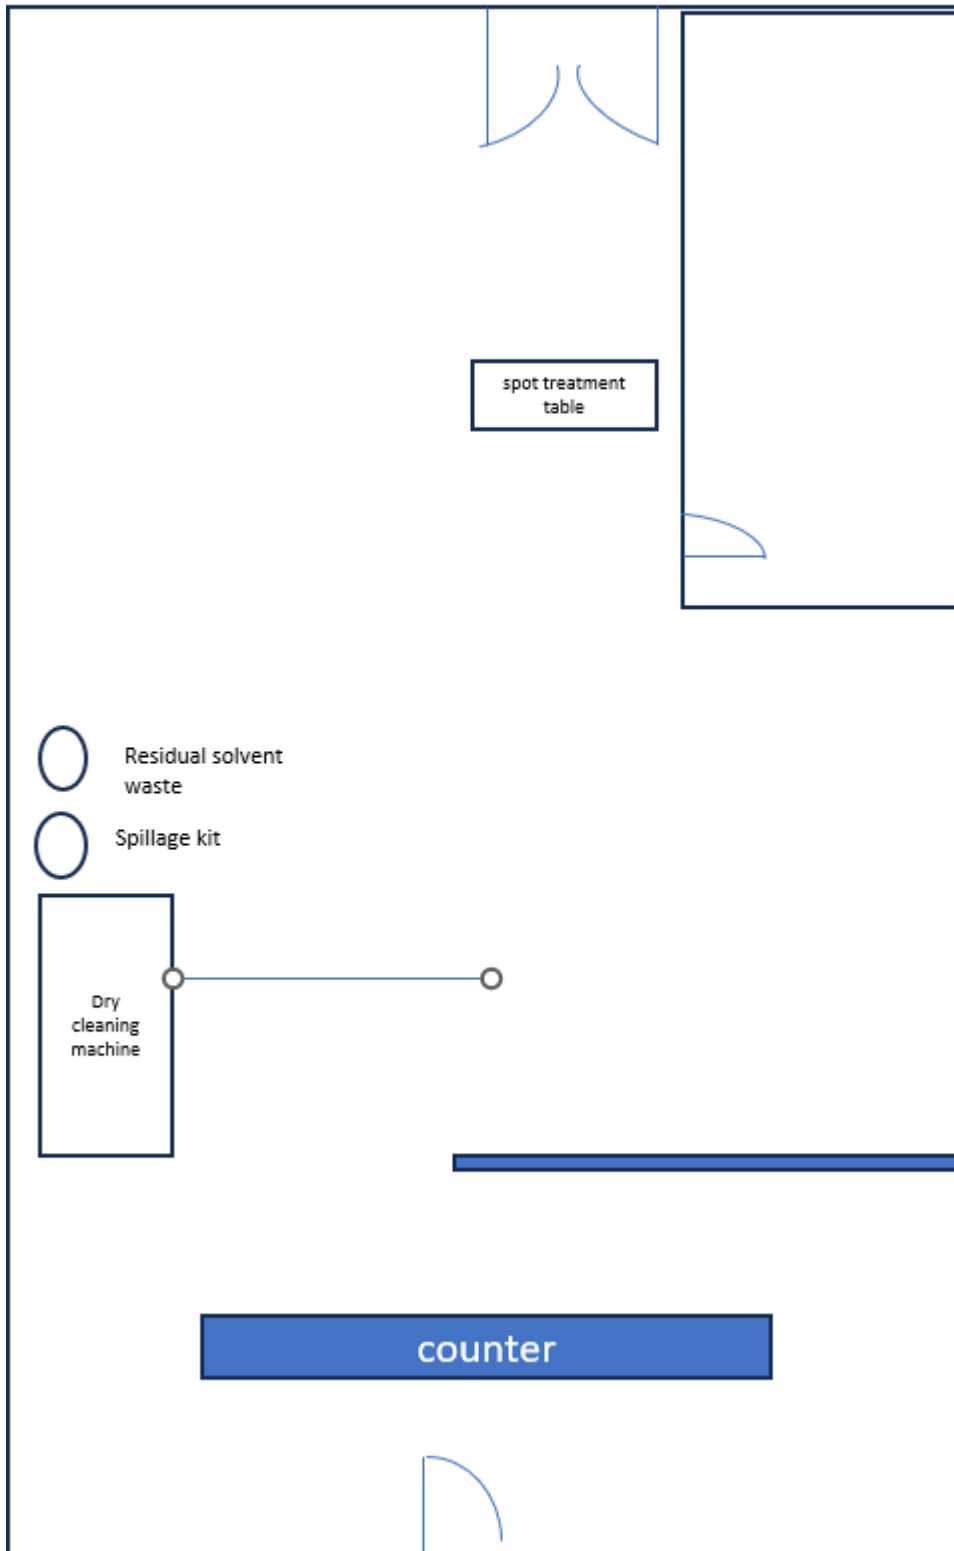 spot treatment
table
Residual solvent
waste
Spillage kit
Dry
cleaning
machine
counter